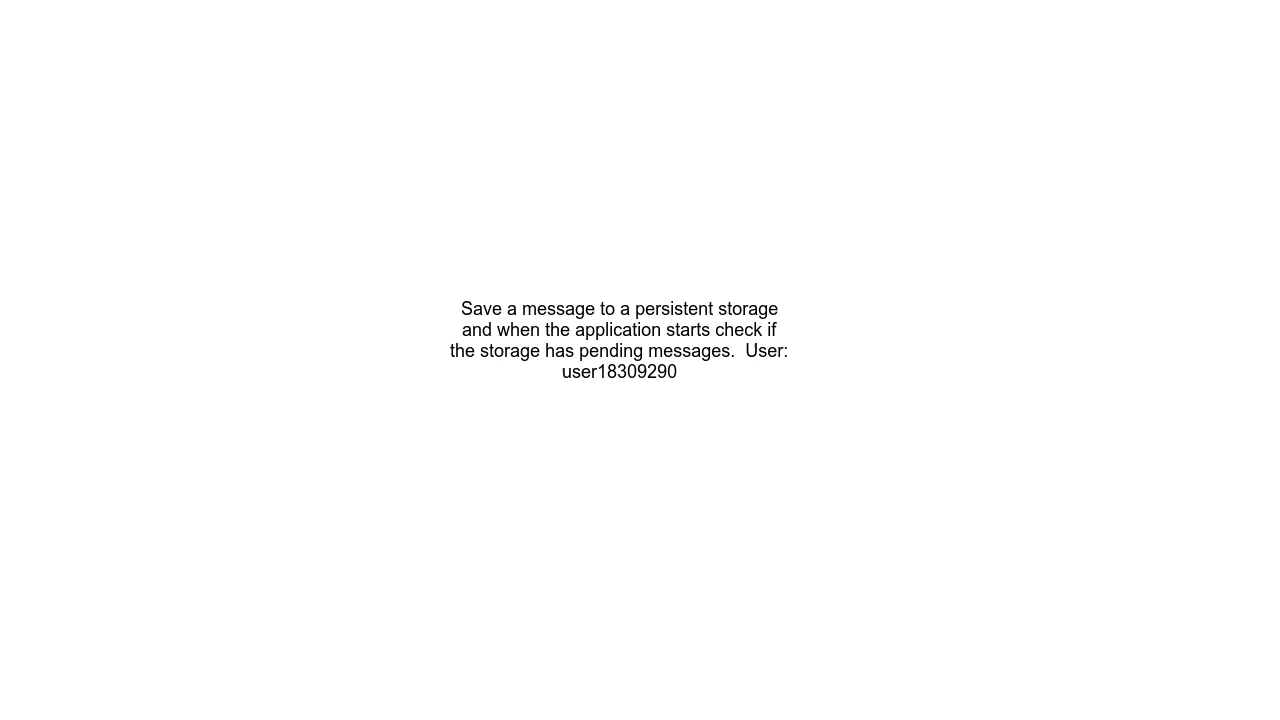 Save a message to a persistent storage
and when the application starts check if
the storage has pending messages.  User:
user18309290